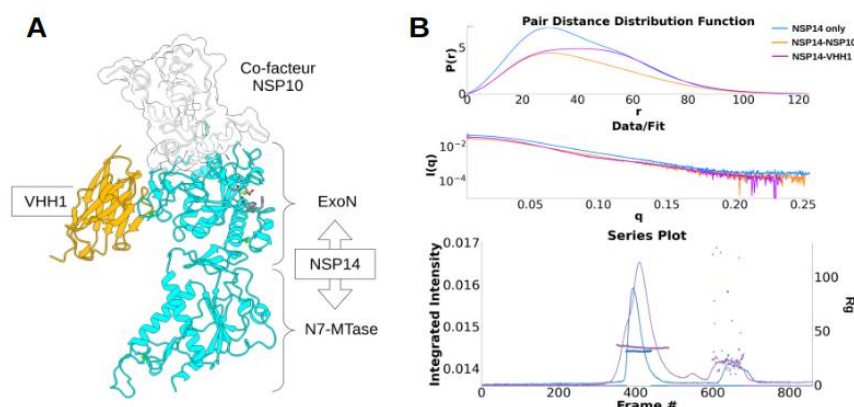 A
Co-facteur
NSP10
VHH1
ExoN
NSP14
N7-MTase
B
Pair Distance Distribution Function
NSP14 only
NSP14-NSP10
NSP14-VHH1
P(r)
5
0
0 20 40 60 80 100 120
r
Data/Fit
I(q)
10⁻²
10⁻⁴
0.05 0.10 0.15 0.20 0.25
q
Series Plot
Integrated Intensity
0.017
0.016
0.015
0.014
100
50
0
Rg
0 200 400 600 800
Frame #